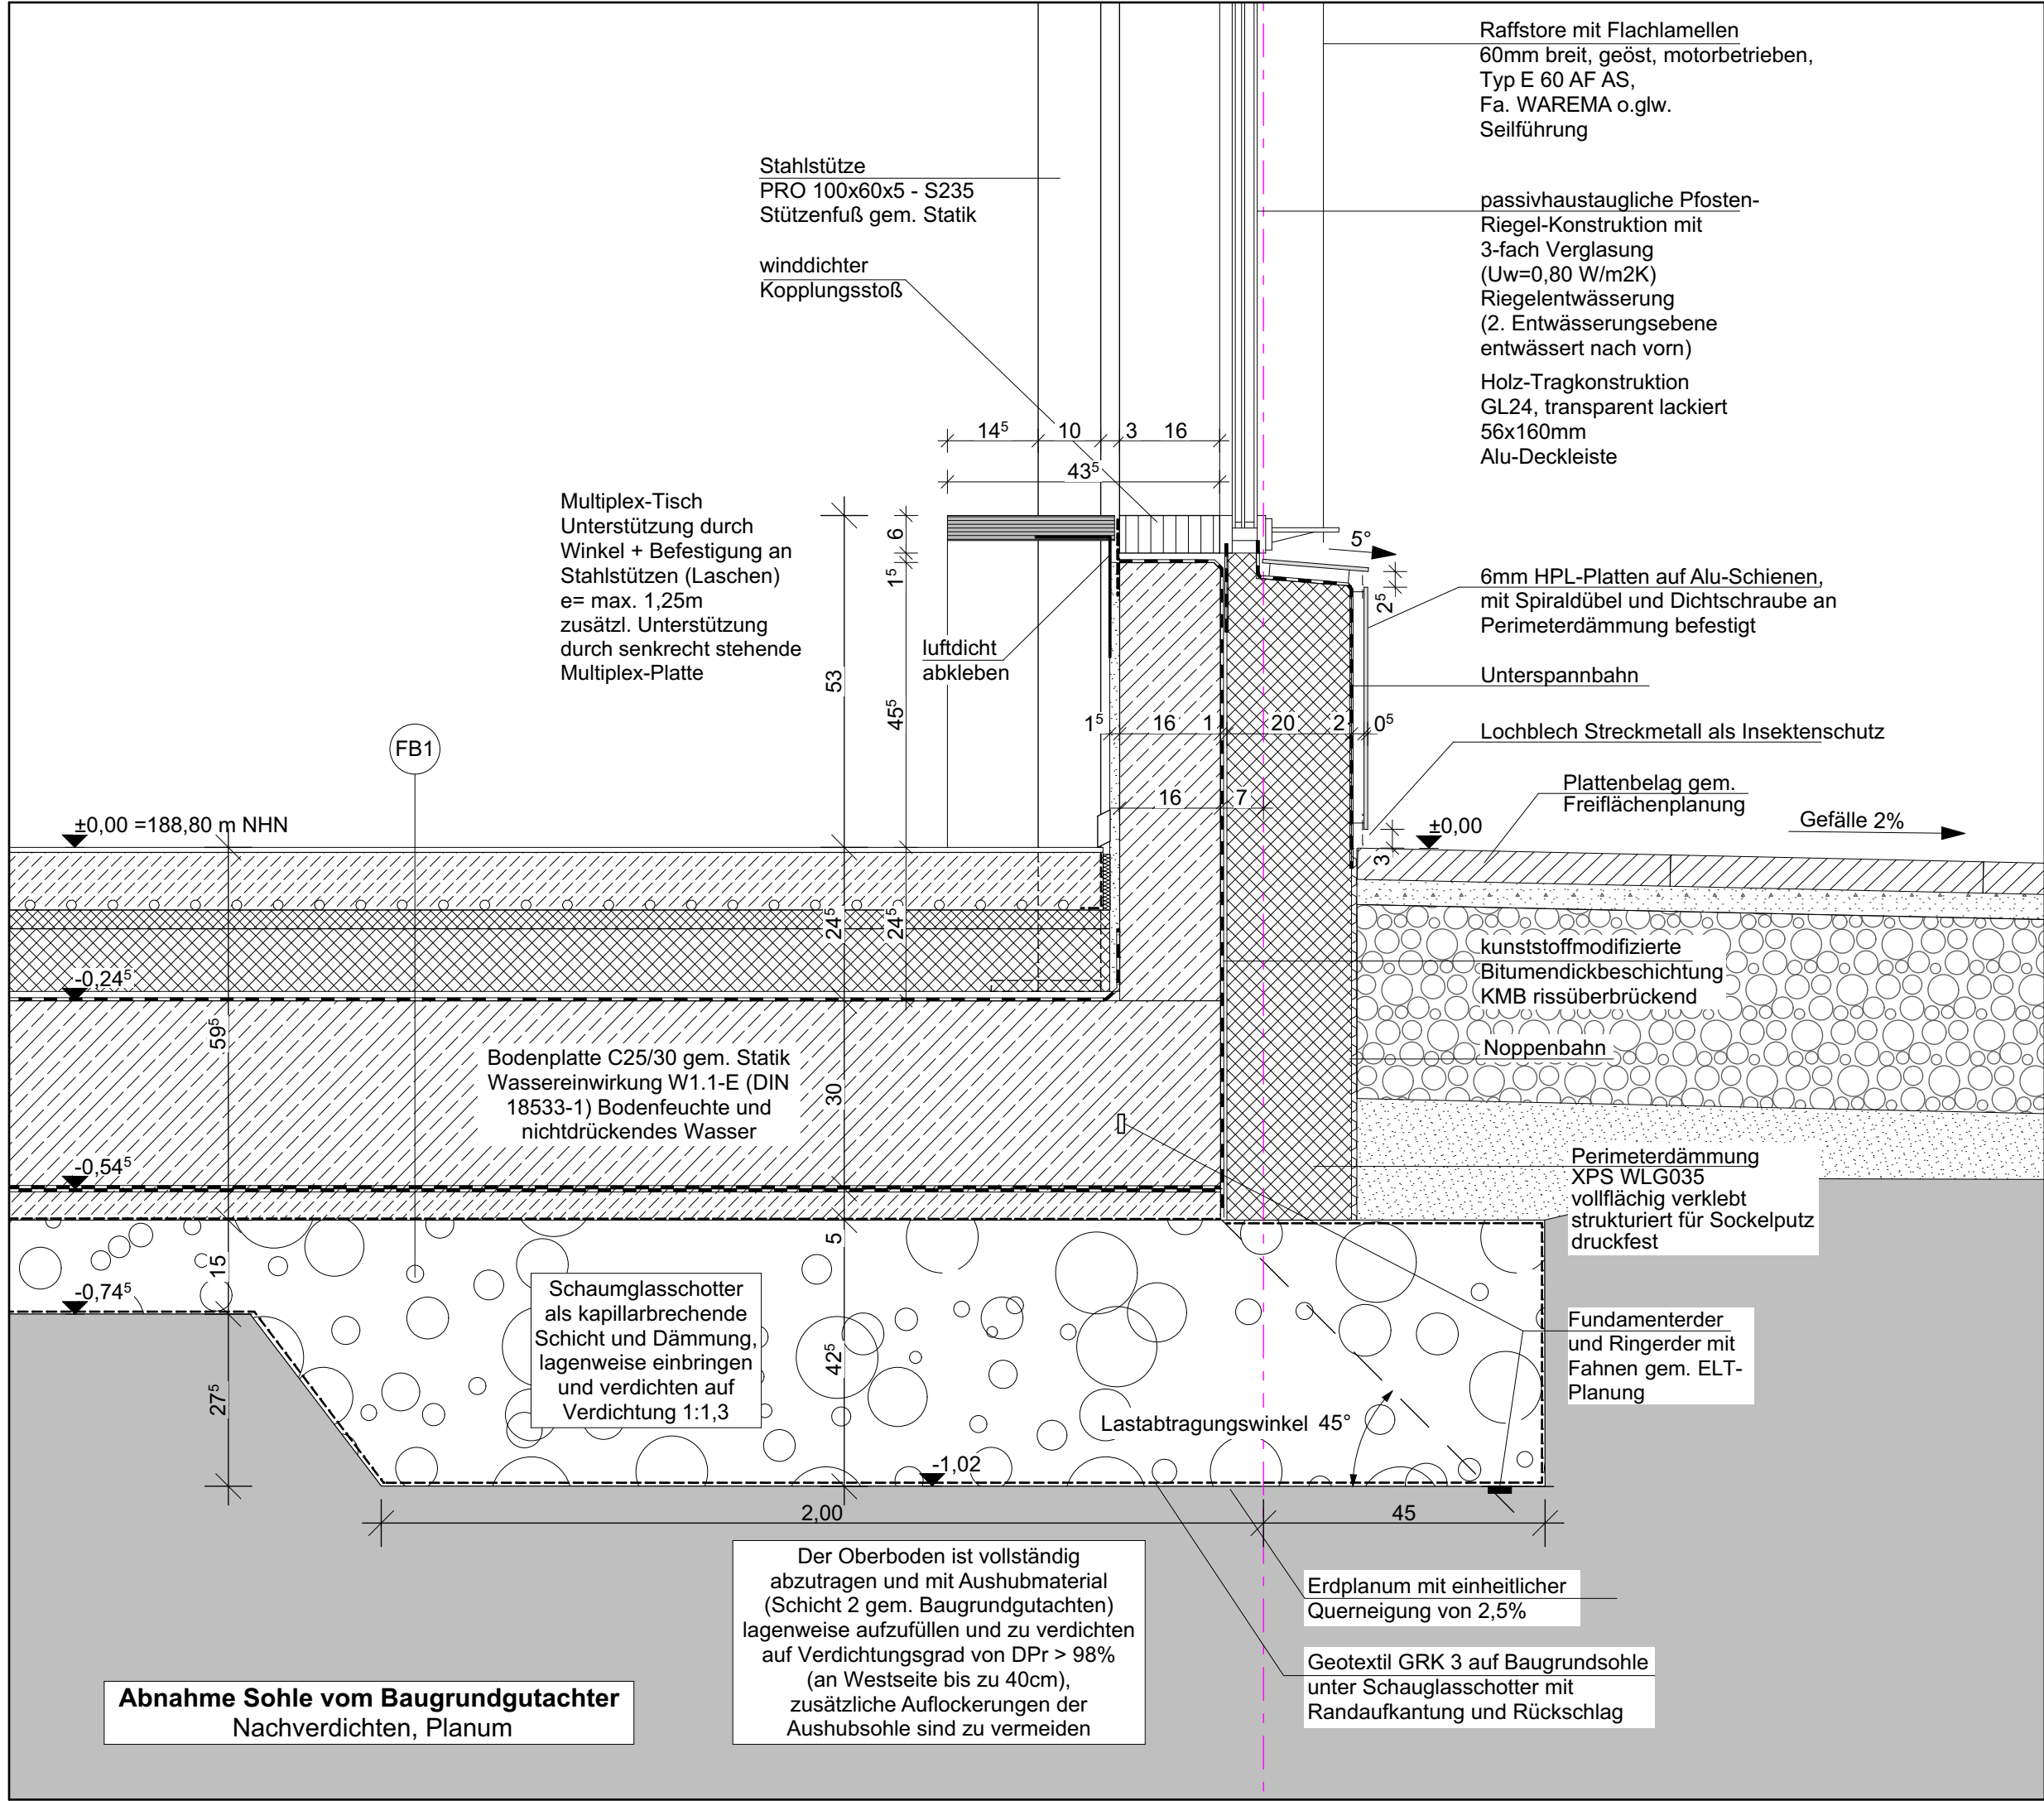 Raffstore mit Flachlamellen
60mm breit, geöst, motorbetrieben,
Typ E 60 AF AS,
Fa. WAREMA o.glw.
Seilführung
Stahlstütze
PRO 100x60x5 - S235
Stützenfuß gem. Statik
winddichter
Kopplungsstoß
passivhaustaugliche Pfosten-
Riegel-Konstruktion mit
3-fach Verglasung
(Uw=0,80 W/m2K)
Riegelentwässerung
(2. Entwässerungsebene
entwässert nach vorn)
Holz-Tragkonstruktion
GL24, transparent lackiert
56x160mm
Alu-Deckleiste
14⁵ 10 3 16
43⁵
Multiplex-Tisch
Unterstützung durch
Winkel + Befestigung an
Stahlstützen (Laschen)
e= max. 1,25m
zusätzl. Unterstützung
durch senkrecht stehende
Multiplex-Platte
6
1⁵
53
45⁵
luftdicht
abkleben
5°
2⁵
6mm HPL-Platten auf Alu-Schienen,
mit Spiraldübel und Dichtschraube an
Perimeterdämmung befestigt
Unterspannbahn
1⁵ 16 1 20 2 0⁵
Lochblech Streckmetall als Insektenschutz
FB1
16 7
Plattenbelag gem.
Freiflächenplanung
±0,00 =188,80 m NHN
±0,00
Gefälle 2%
3
24⁵
24⁵
-0,24⁵
kunststoffmodifizierte
Bitumendickbeschichtung
KMB rissüberbrückend
Noppenbahn
59⁵
Bodenplatte C25/30 gem. Statik
Wassereinwirkung W1.1-E (DIN
18533-1) Bodenfeuchte und
nichtdrückendes Wasser
30
-0,54⁵
Perimeterdämmung
XPS WLG035
vollflächig verklebt
strukturiert für Sockelputz
druckfest
5
15
-0,74⁵
Schaumglasschotter
als kapillarbrechende
Schicht und Dämmung,
lagenweise einbringen
und verdichten auf
Verdichtung 1:1,3
42⁵
27⁵
Fundamenterder
und Ringerder mit
Fahnen gem. ELT-
Planung
Lastabtragungswinkel 45°
-1,02
2,00 45
Der Oberboden ist vollständig
abzutragen und mit Aushubmaterial
(Schicht 2 gem. Baugrundgutachten)
lagenweise aufzufüllen und zu verdichten
auf Verdichtungsgrad von DPr > 98%
(an Westseite bis zu 40cm),
zusätzliche Auflockerungen der
Aushubsohle sind zu vermeiden
Erdplanum mit einheitlicher
Querneigung von 2,5%
Geotextil GRK 3 auf Baugrundsohle
unter Schauglasschotter mit
Randaufkantung und Rückschlag
Abnahme Sohle vom Baugrundgutachter
Nachverdichten, Planum